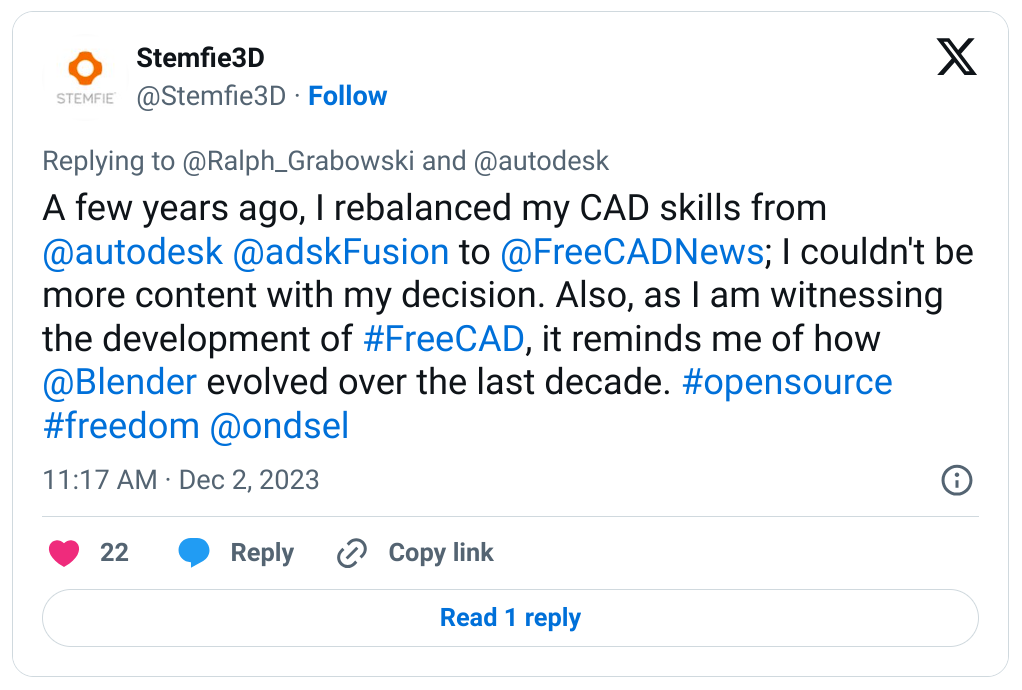 Stemfie3D
STEMFIE
@Stemfie3D · Follow
Replying to @Ralph_Grabowski and @autodesk
A few years ago, I rebalanced my CAD skills from
@autodesk @adskFusion to @FreeCADNews; I couldn't be
more content with my decision. Also, as I am witnessing
the development of #FreeCAD, it reminds me of how
@Blender evolved over the last decade. #opensource
#freedom @ondsel
11:17 AM · Dec 2, 2023
22 Reply Copy link
Read 1 reply